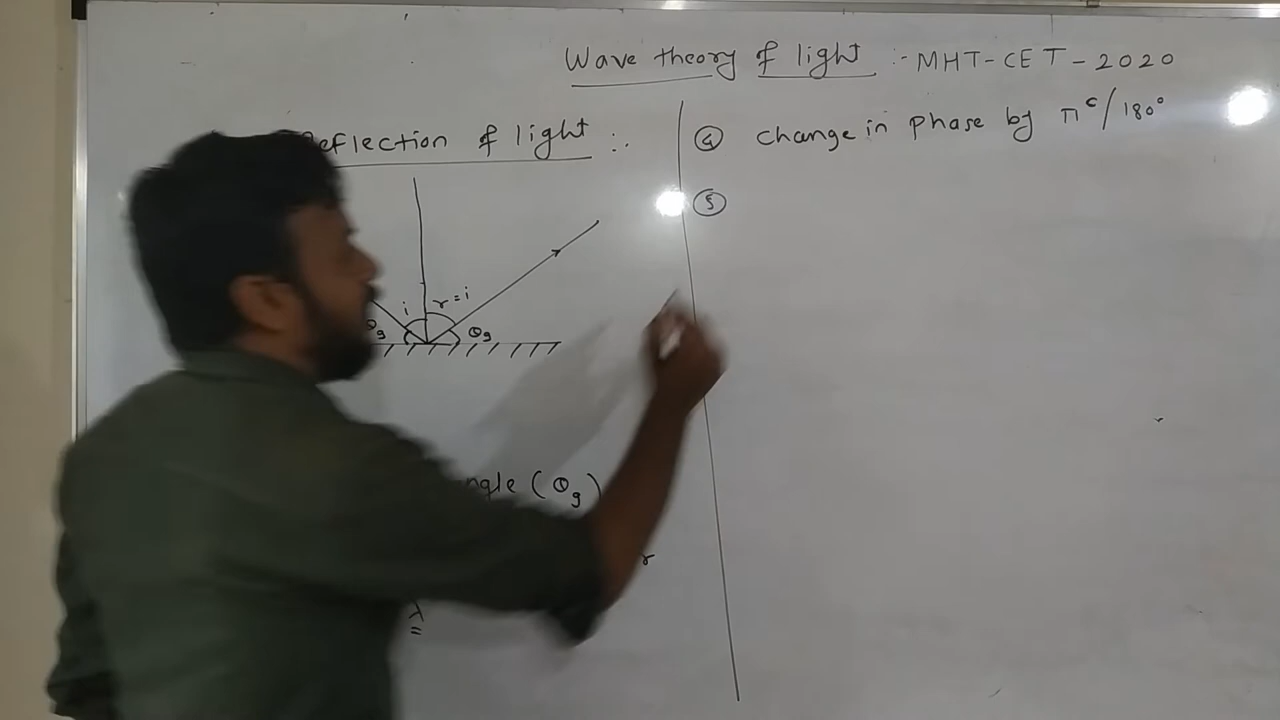 Wave theory of light :- MHT-CET-2020
eflection of light :.
i
r=i
θg
θg
ngle (θg)
r
λ
④ change in phase by πᶜ/180°
⑤